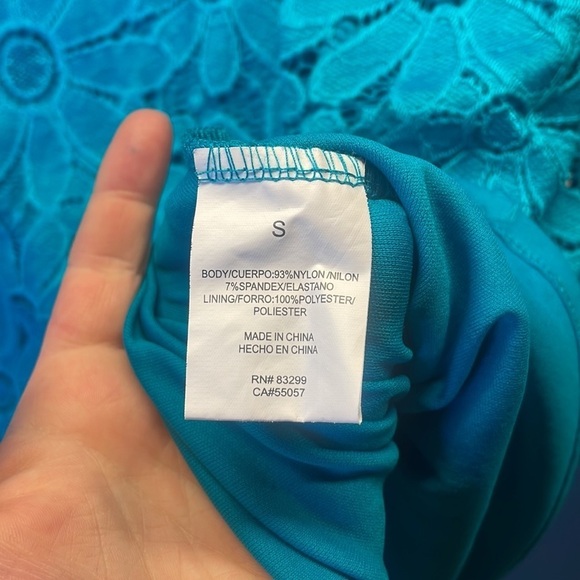 S
BODY/CUERPO:93%NYLON/NILON
7%SPANDEX/ELASTANO
LINING/FORRO:100%POLYESTER/
POLIESTER
MADE IN CHINA
HECHO EN CHINA
RN# 83299
CA#55057